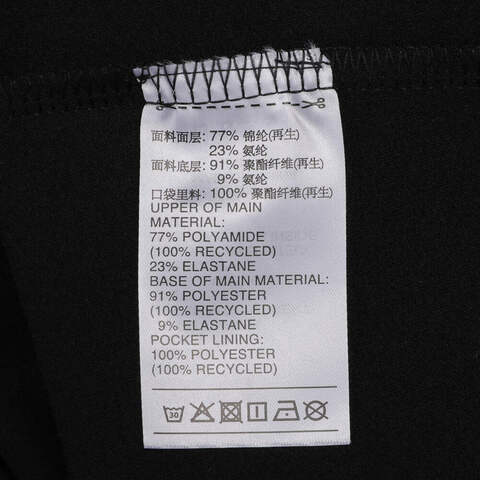 面料面层: 77% 锦纶(再生)
23% 氨纶
面料底层: 91% 聚酯纤维(再生)
9% 氨纶
口袋里料: 100% 聚酯纤维(再生)
UPPER OF MAIN
MATERIAL:
77% POLYAMIDE
(100% RECYCLED)
23% ELASTANE
BASE OF MAIN MATERIAL:
91% POLYESTER
(100% RECYCLED)
9% ELASTANE
POCKET LINING:
100% POLYESTER
(100% RECYCLED)
30